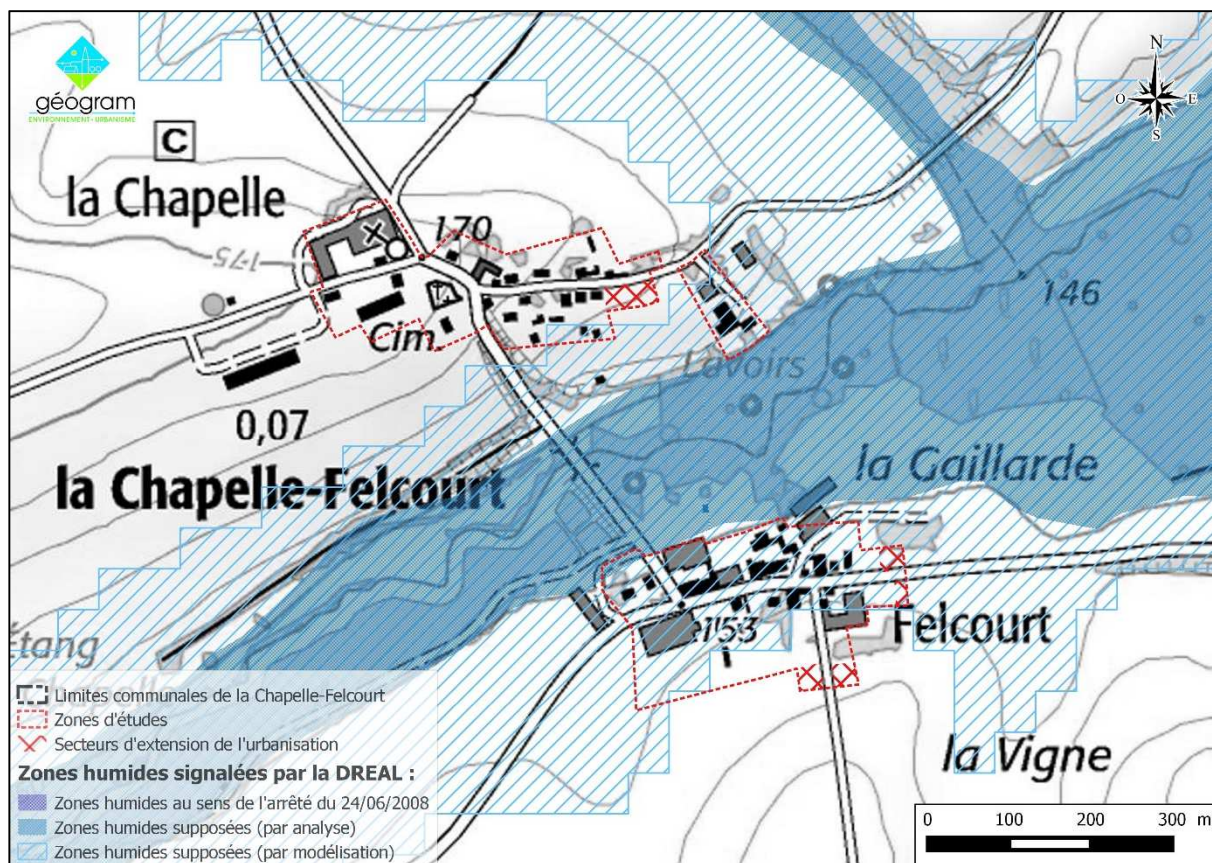 géogram
ENVIRONNEMENT • URBANISME
N
O E
S
C
la Chapelle
170
175
Cim.
146
Lavoirs
0,07
la Chapelle-Felcourt
la Gaillarde
153
Felcourt
Étang
Chapelle
la Vigne
Limites communales de la Chapelle-Felcourt
Zones d'études
Secteurs d'extension de l'urbanisation
Zones humides signalées par la DREAL :
Zones humides au sens de l'arrêté du 24/06/2008
Zones humides supposées (par analyse)
Zones humides supposées (par modélisation)
0 100 200 300 m